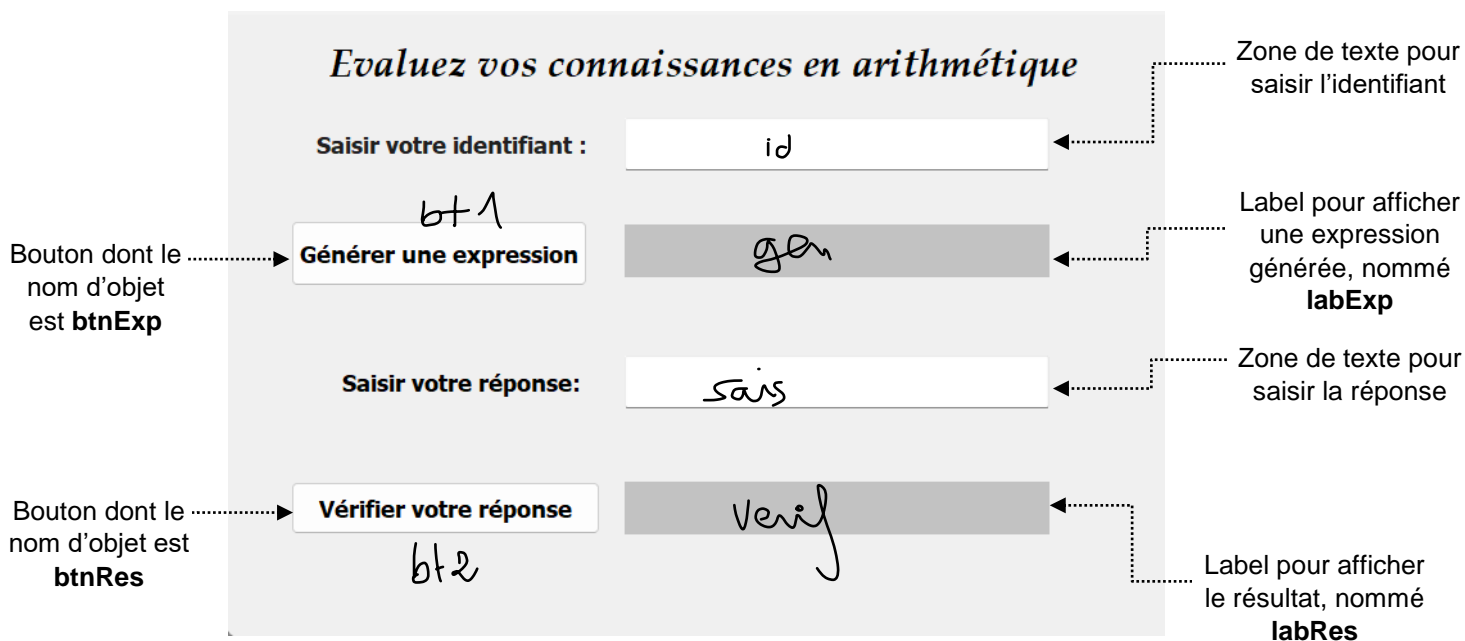 Evaluez vos connaissances en arithmétique
Zone de texte pour
saisir l'identifiant
Saisir votre identifiant :
id
bt1
Générer une expression
gen
Label pour afficher
une expression
générée, nommé
labExp
Bouton dont le
nom d'objet
est btnExp
Saisir votre réponse:
sais
Zone de texte pour
saisir la réponse
Bouton dont le
nom d'objet est
btnRes
Vérifier votre réponse
Verif
bt2
Label pour afficher
le résultat, nommé
labRes